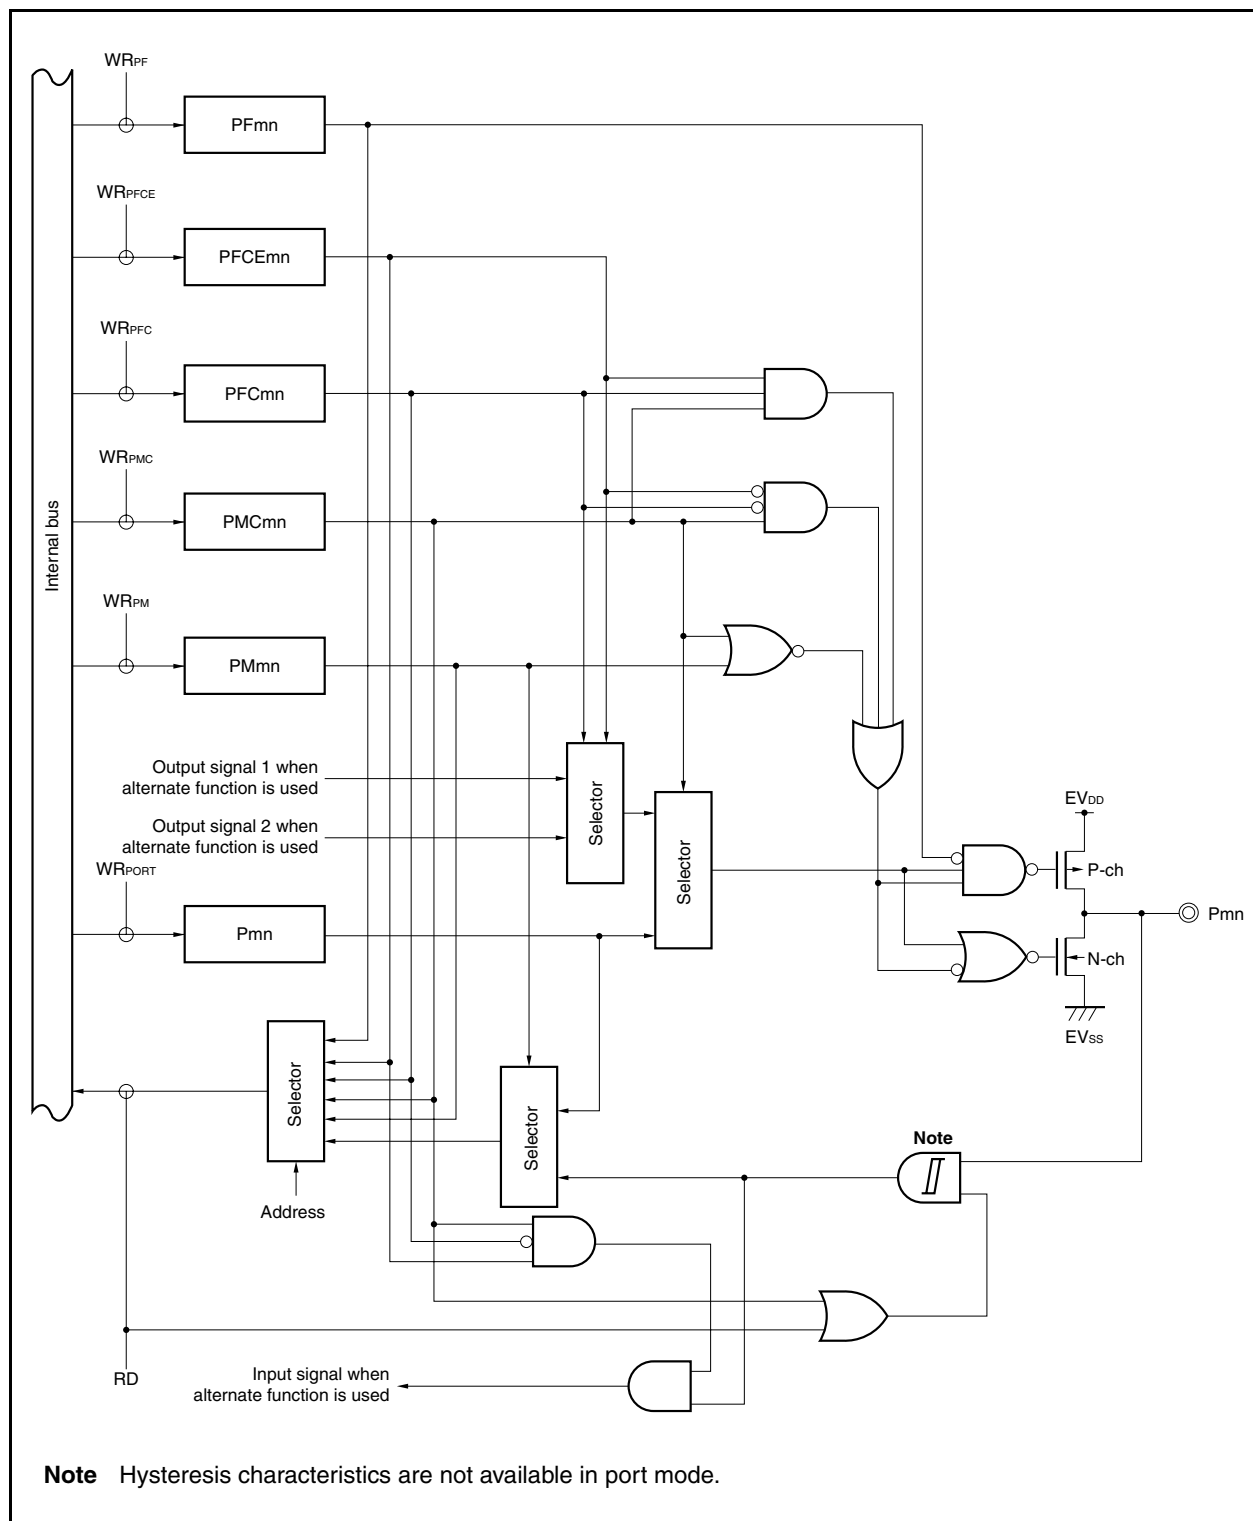 WRPF
PFmn
WRPFCE
PFCEmn
WRPFC
PFCmn
WRPMC
PMCmn
Internal bus
WRPM
PMmn
Output signal 1 when
alternate function is used
Output signal 2 when
alternate function is used
Selector
Selector
WRPORT
Pmn
EVDD
P-ch
Pmn
N-ch
EVSS
Selector
Selector
Address
Note
RD
Input signal when
alternate function is used
Note Hysteresis characteristics are not available in port mode.